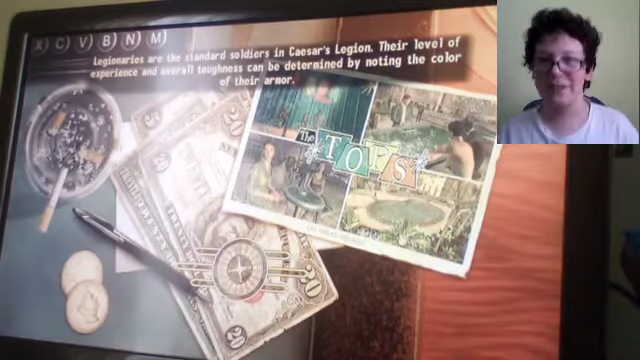 X C V B N M
Legionaries are the standard soldiers in Caesar's Legion. Their level of
experience and overall toughness can be determined by noting the color
of their armor.
The
TOPS
20
20
20